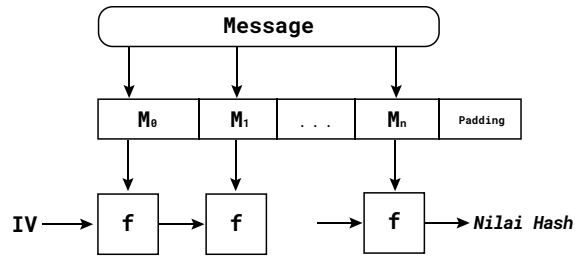 Message
M₀ M₁ . . . Mₙ Padding
IV f f f Nilai Hash